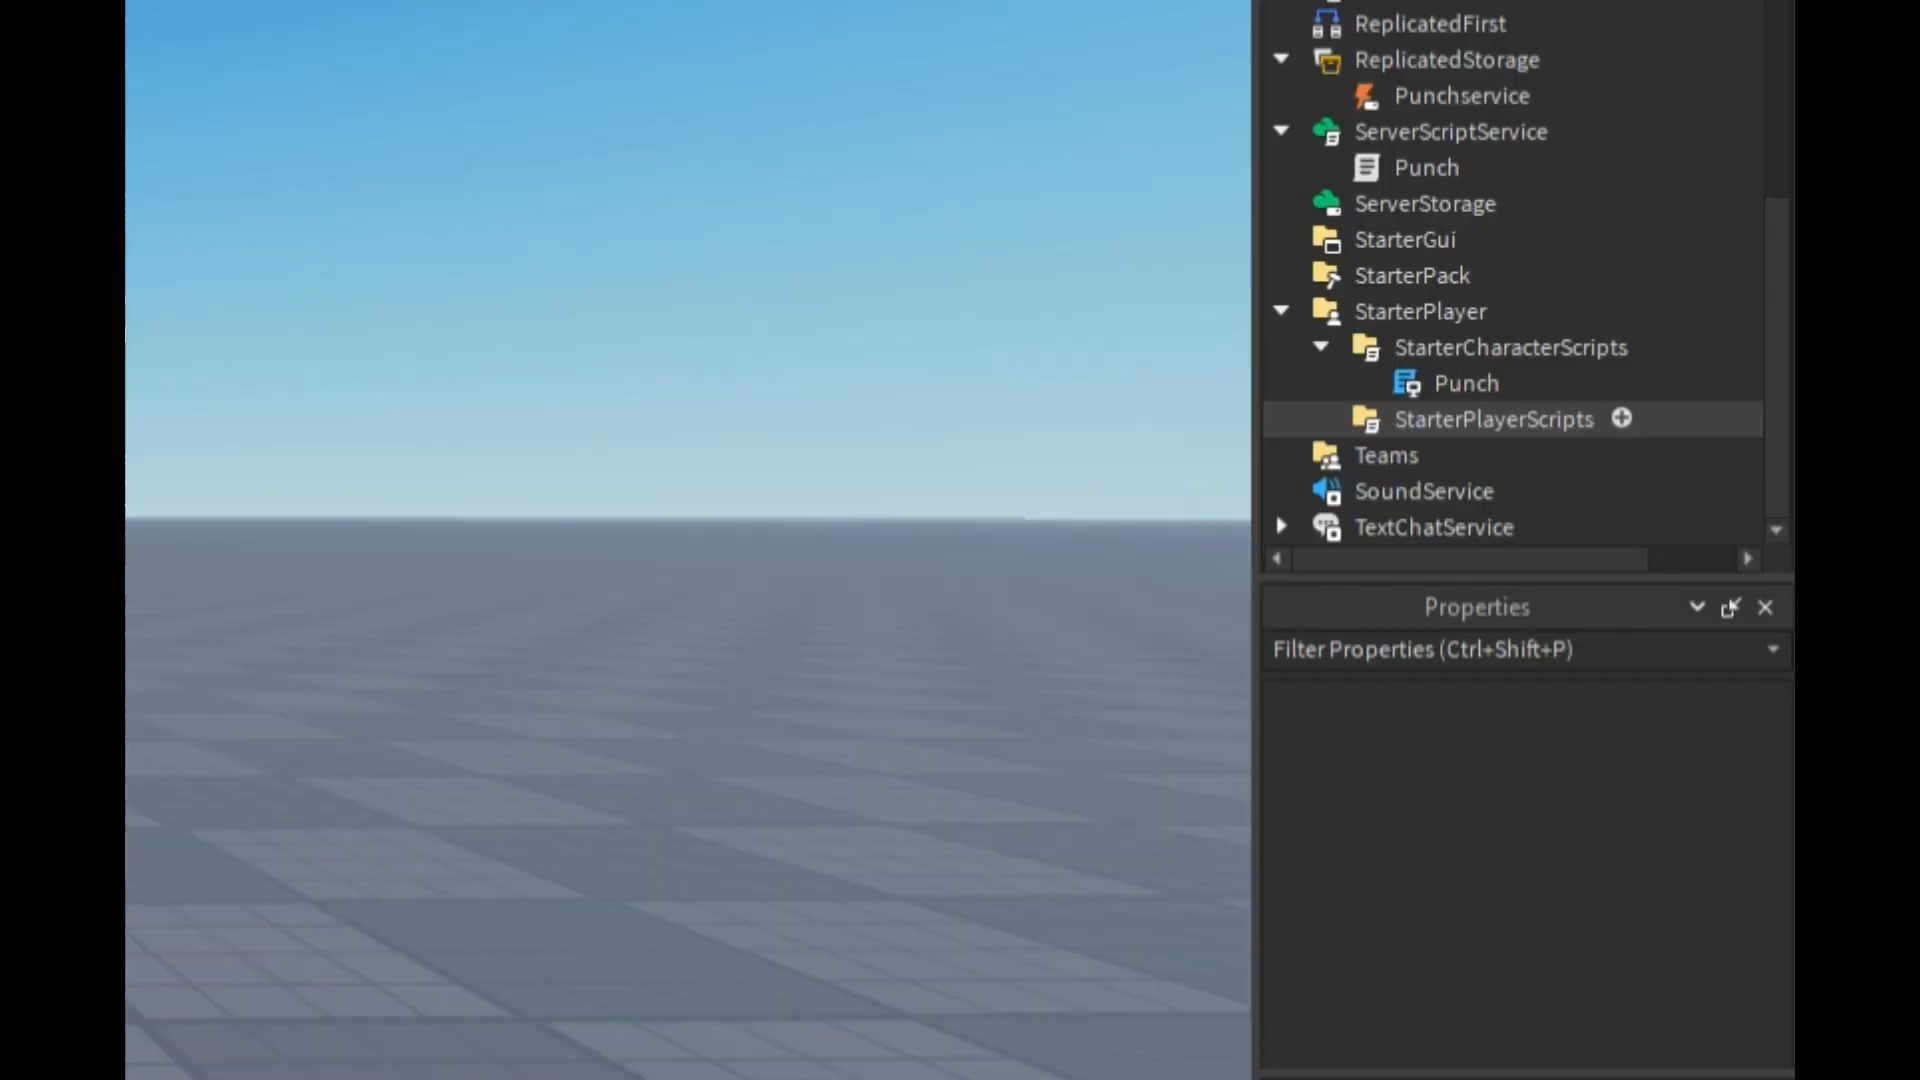 ReplicatedFirst
ReplicatedStorage
Punchservice
ServerScriptService
Punch
ServerStorage
StarterGui
StarterPack
StarterPlayer
StarterCharacterScripts
Punch
StarterPlayerScripts
Teams
SoundService
TextChatService
Properties
Filter Properties (Ctrl+Shift+P)